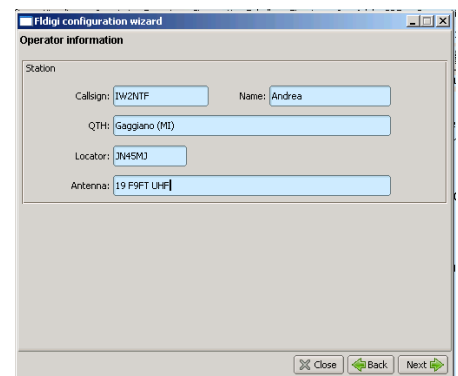 Fldigi configuration wizard
Operator information
Station
Callsign: IW2NTF Name: Andrea
QTH: Gaggiano (MI)
Locator: JN45MJ
Antenna: 19 F9FT UHF
Close Back Next